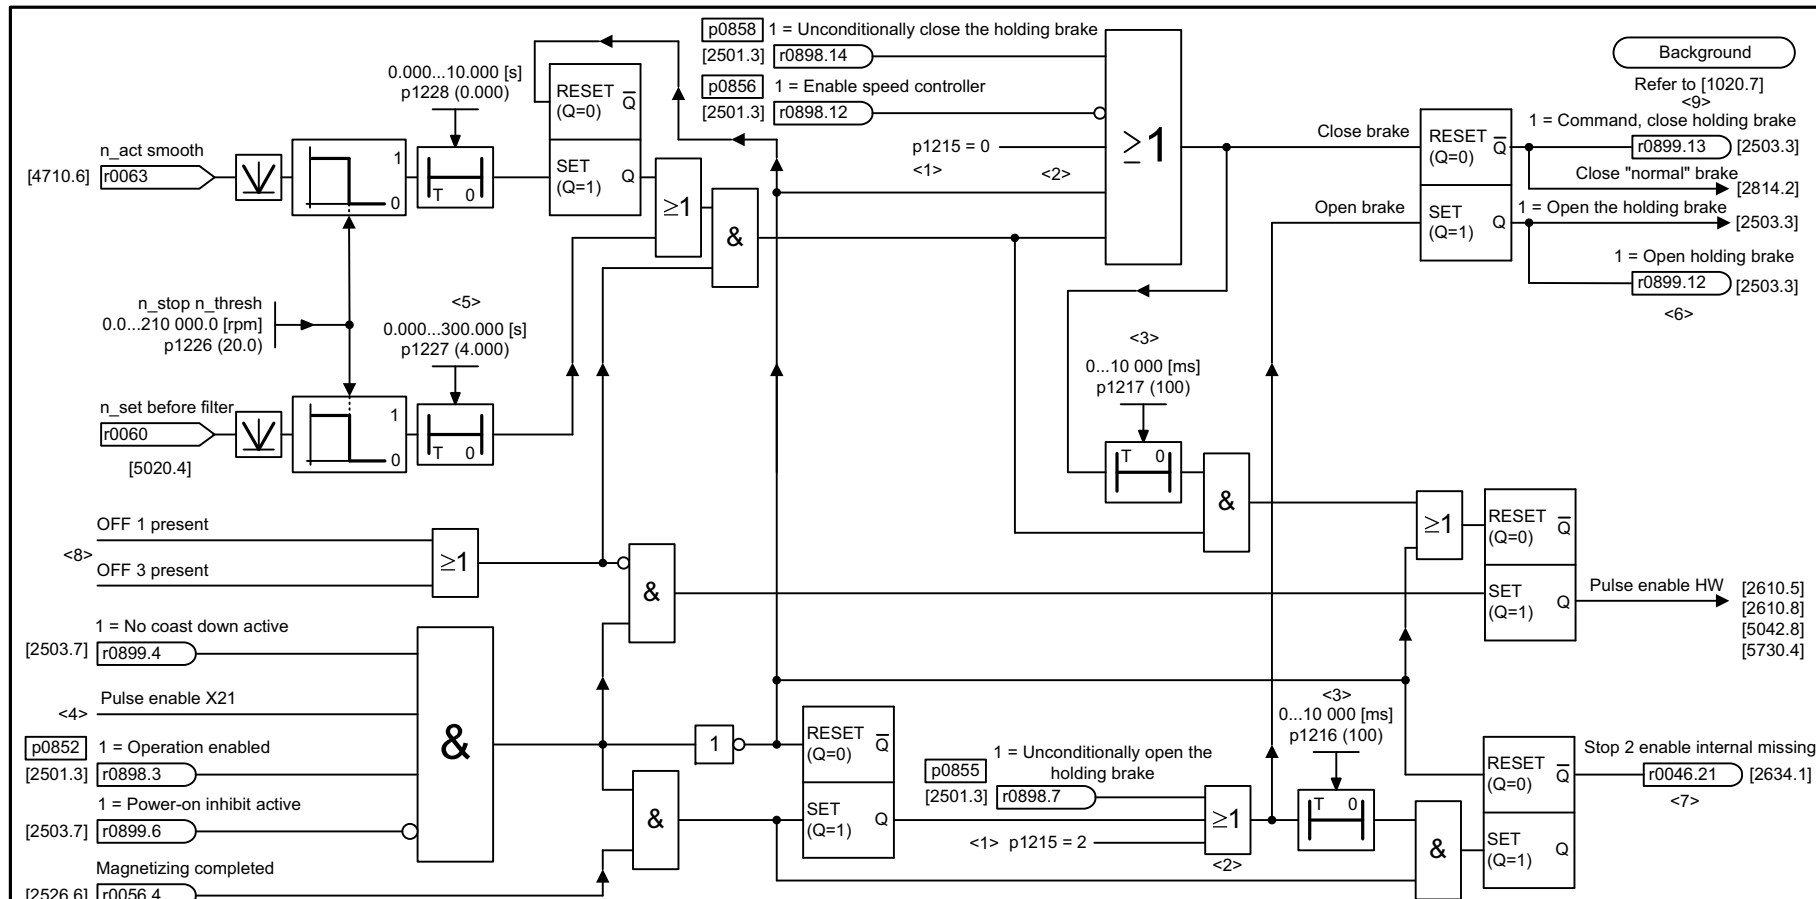 p0858 1 = Unconditionally close the holding brake
[2501.3] r0898.14
p0856 1 = Enable speed controller
[2501.3] r0898.12
p1215 = 0
<1>
<2>
≥1
Background
Refer to [1020.7]
<9>
1 = Command, close holding brake
r0899.13 [2503.3]
Close "normal" brake
[2814.2]
1 = Open the holding brake
[2503.3]
1 = Open holding brake
r0899.12 [2503.3]
<6>
Close brake
RESET
(Q=0)
Q
Open brake
SET
(Q=1)
Q
0.000...10.000 [s]
p1228 (0.000)
RESET
(Q=0)
Q
SET
(Q=1)
Q
n_act smooth
[4710.6] r0063
1
0
T 0
≥1
&
n_stop n_thresh
0.0...210 000.0 [rpm]
p1226 (20.0)
<5>
0.000...300.000 [s]
p1227 (4.000)
n_set before filter
r0060
[5020.4]
1
0
T 0
<3>
0...10 000 [ms]
p1217 (100)
T 0
&
≥1
RESET
(Q=0)
Q
SET
(Q=1)
Q
Pulse enable HW
[2610.5]
[2610.8]
[5042.8]
[5730.4]
OFF 1 present
<8>
OFF 3 present
≥1
&
1 = No coast down active
[2503.7] r0899.4
Pulse enable X21
<4>
p0852 1 = Operation enabled
[2501.3] r0898.3
1 = Power-on inhibit active
[2503.7] r0899.6
Magnetizing completed
[2526.6] r0056.4
&
1
&
RESET
(Q=0)
Q
SET
(Q=1)
Q
1 = Unconditionally open the
holding brake
p0855
[2501.3] r0898.7
<1> p1215 = 2
≥1
<2>
<3>
0...10 000 [ms]
p1216 (100)
T 0
&
RESET
(Q=0)
Q
SET
(Q=1)
Q
Stop 2 enable internal missing
r0046.21 [2634.1]
<7>